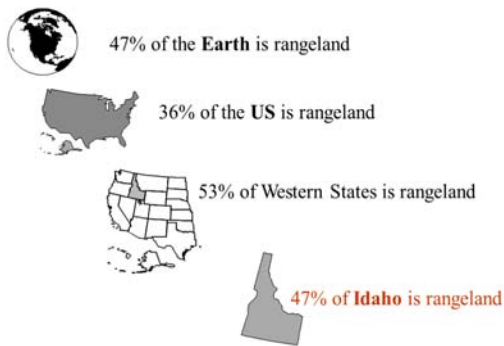 47% of the Earth is rangeland
36% of the US is rangeland
53% of Western States is rangeland
47% of Idaho is rangeland